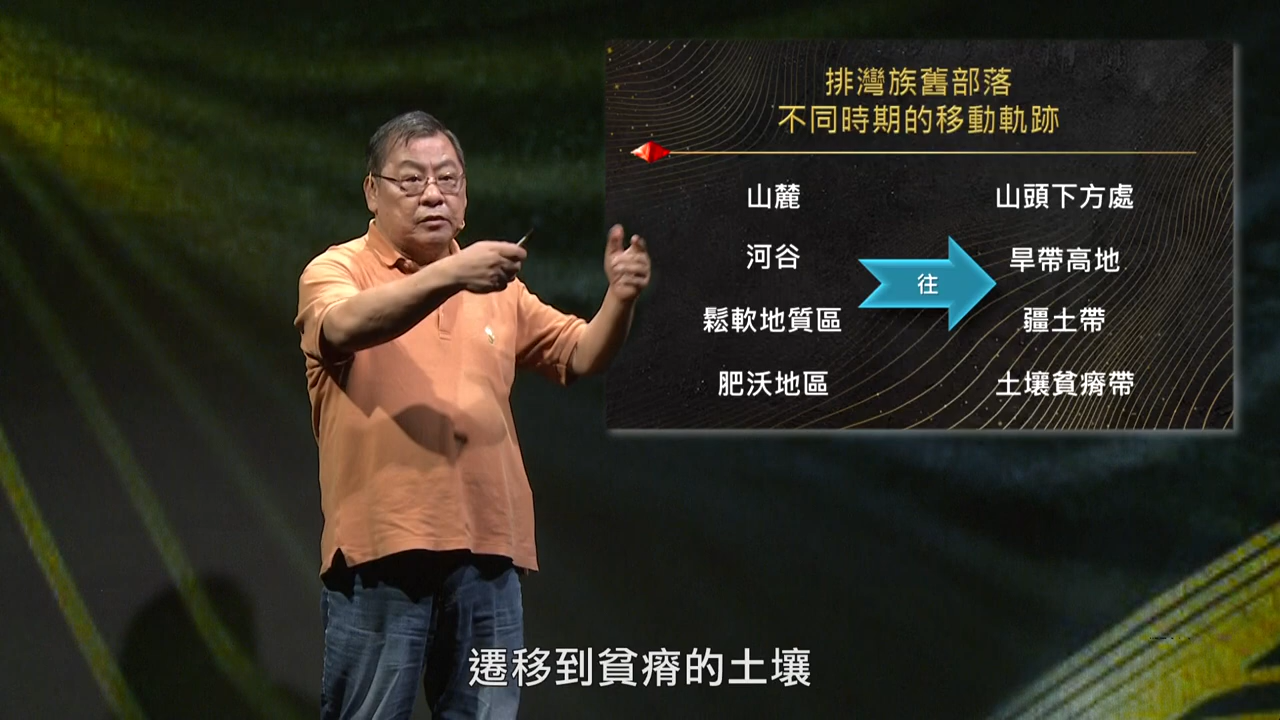 排灣族舊部落
不同時期的移動軌跡
山麓
山頭下方處
河谷
旱帶高地
往
鬆軟地質區
疆土帶
肥沃地區
土壤貧瘠帶
遷移到貧瘠的土壤